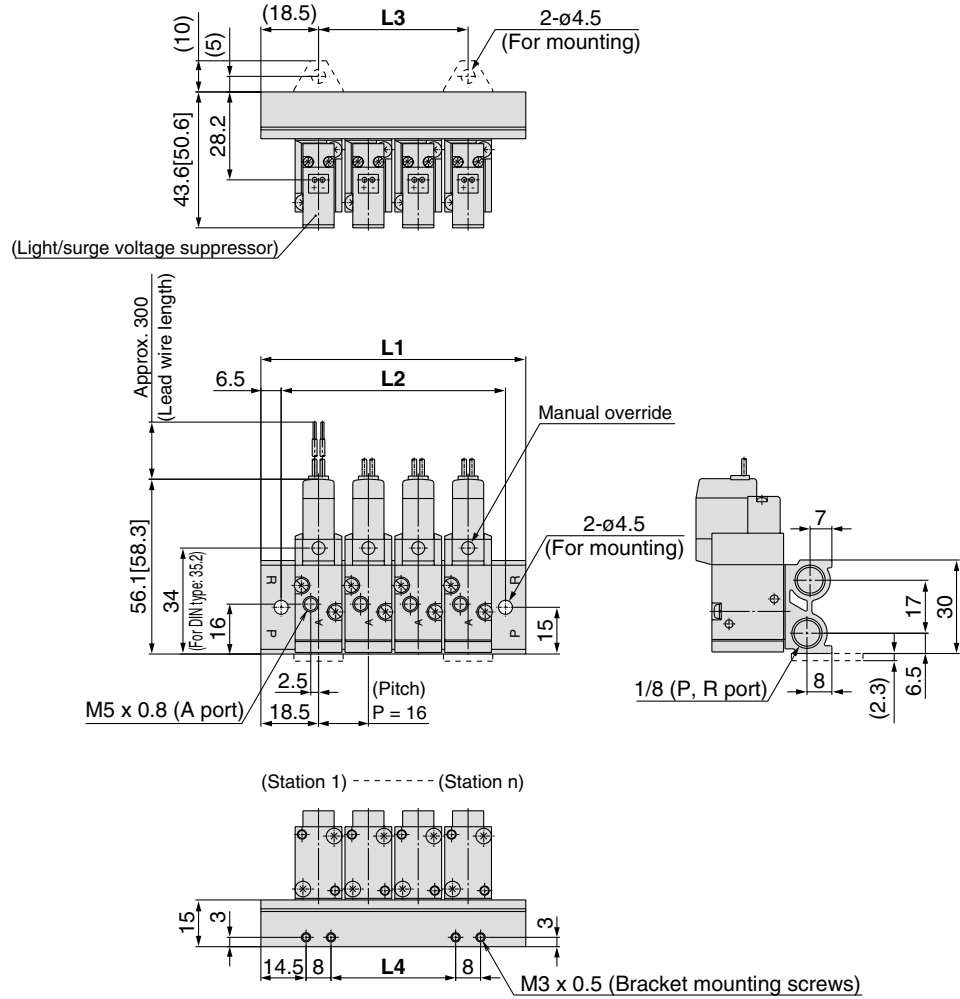 (18.5)
L3
2-ø4.5
(For mounting)
(10)
(5)
43.6[50.6]
28.2
+ -
+ -
+ -
+ -
(Light/surge voltage suppressor)
Approx. 300
(Lead wire length)
L1
6.5
L2
Manual override
2-ø4.5
(For mounting)
56.1[58.3]
34
(For DIN type: 35.2)
16
R
P
A
A
A
A
R
P
15
2.5
(Pitch)
P = 16
M5 x 0.8 (A port)
18.5
7
17
30
1/8 (P, R port)
8
(2.3)
6.5
(Station 1) ------- (Station n)
15
3
3
14.5
8
L4
8
M3 x 0.5 (Bracket mounting screws)